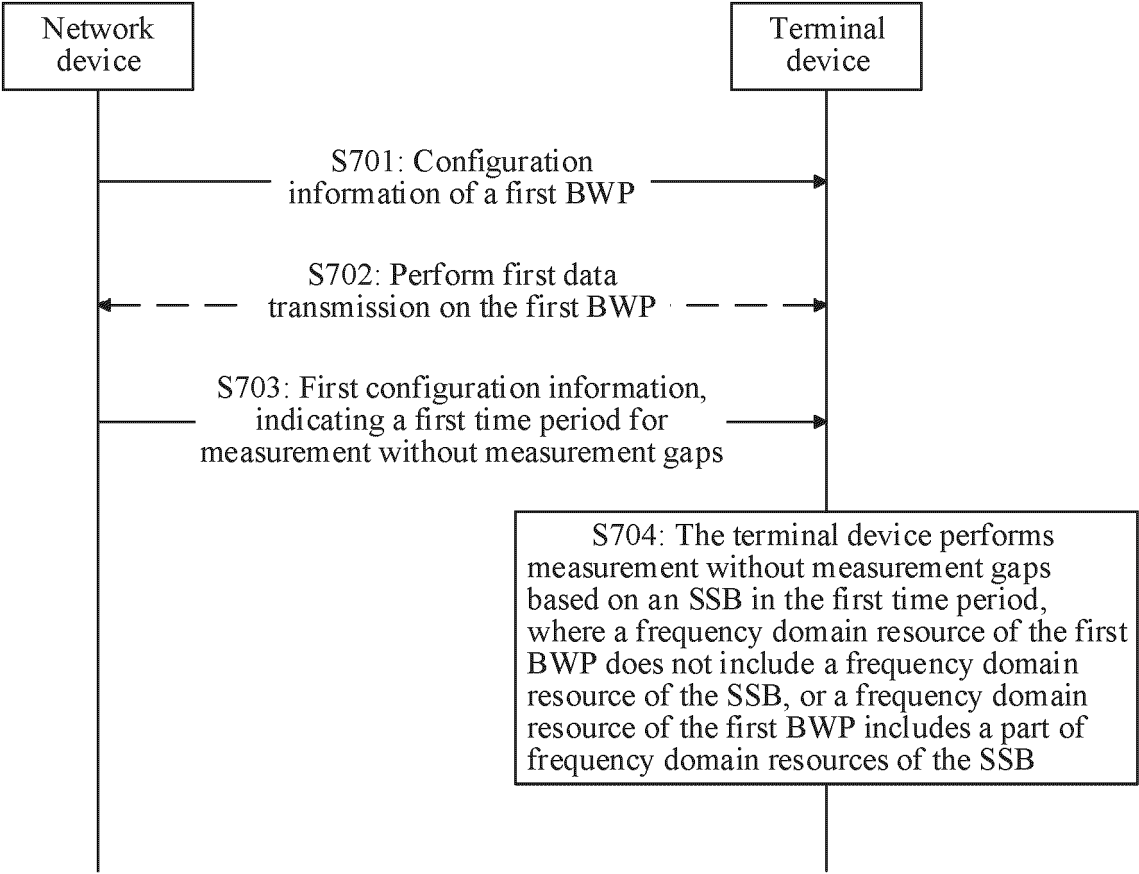 Network
device
Terminal
device
S701: Configuration
information of a first BWP
S702: Perform first data
transmission on the first BWP
S703: First configuration information,
indicating a first time period for
measurement without measurement gaps
S704: The terminal device performs
measurement without measurement gaps
based on an SSB in the first time period,
where a frequency domain resource of the first
BWP does not include a frequency domain
resource of the SSB, or a frequency domain
resource of the first BWP includes a part of
frequency domain resources of the SSB